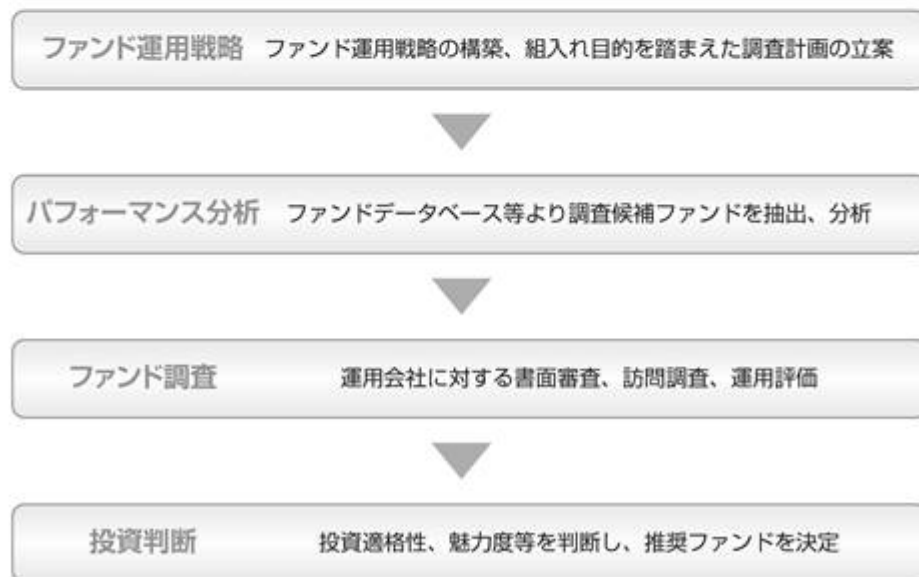 ファンド運用戦略 ファンド運用戦略の構築、組入れ目的を踏まえた調査計画の立案
パフォーマンス分析 ファンドデータベース等より調査候補ファンドを抽出、分析
ファンド調査 運用会社に対する書面審査、訪問調査、運用評価
投資判断 投資適格性、魅力度等を判断し、推奨ファンドを決定